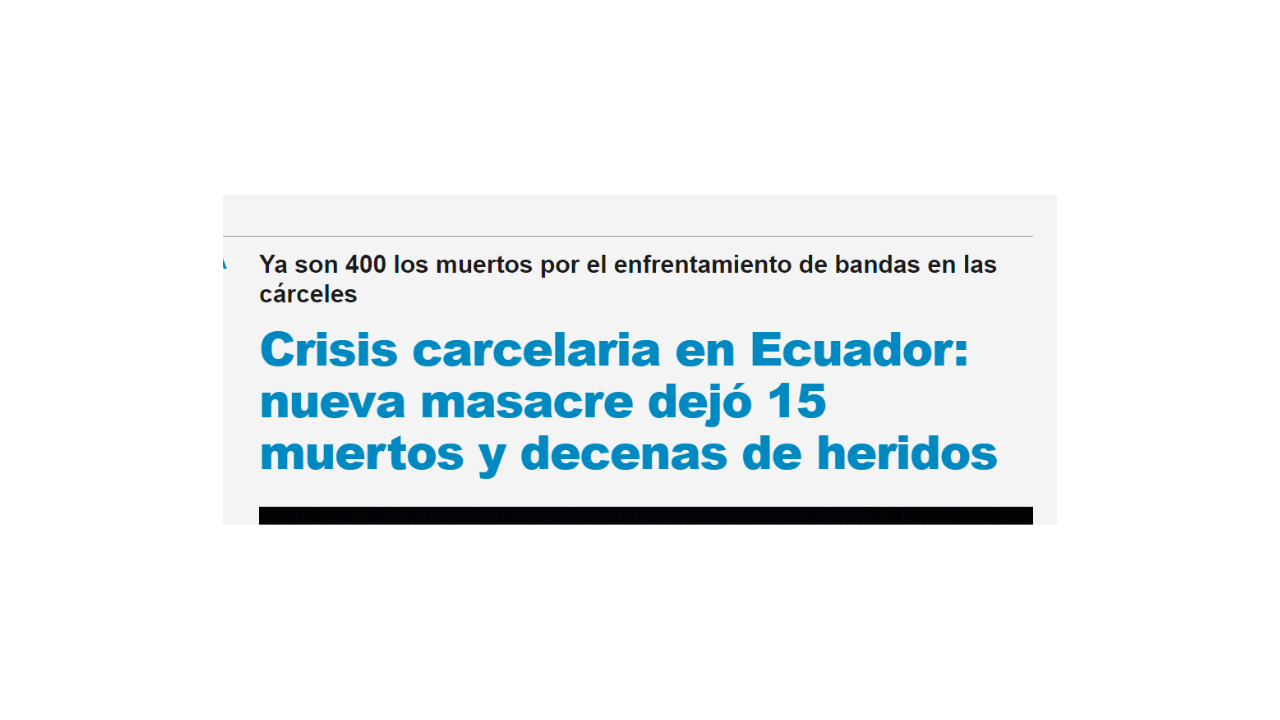 Ya son 400 los muertos por el enfrentamiento de bandas en las
cárceles
Crisis carcelaria en Ecuador:
nueva masacre dejó 15
muertos y decenas de heridos